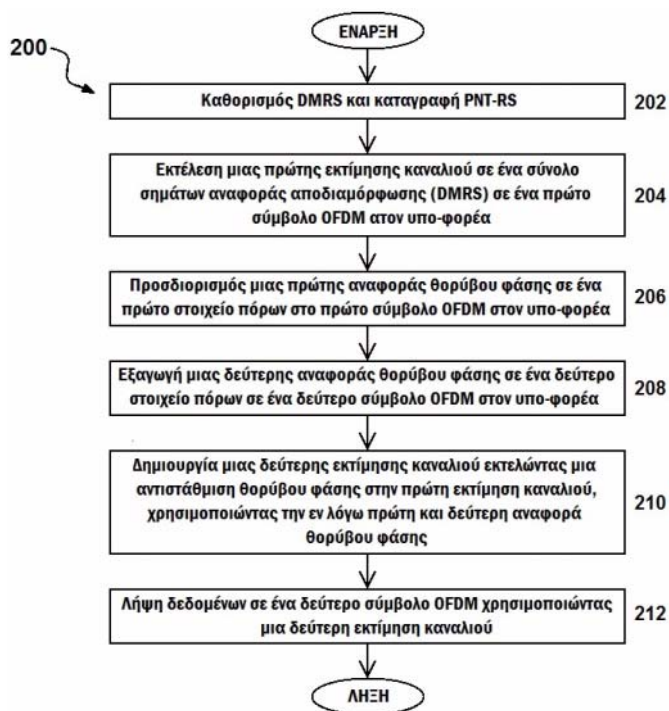 ΕΝΑΡΞΗ
200
Καθορισμός DMRS και καταγραφή PNT-RS
202
Εκτέλεση μιας πρώτης εκτίμησης καναλιού σε ένα σύνολο
σημάτων αναφοράς αποδιαμόρφωσης (DMRS) σε ένα πρώτο
σύμβολο OFDM ατον υπο-φορέα
204
Προσδιορισμός μιας πρώτης αναφοράς θορύβου φάσης σε ένα
πρώτο στοιχείο πόρων στο πρώτο σύμβολο OFDM στον υπο-φορέα
206
Εξαγωγή μιας δεύτερης αναφοράς θορύβου φάσης σε ένα δεύτερο
στοιχείο πόρων σε ένα δεύτερο σύμβολο OFDM στον υπο-φορέα
208
Δημιουργία μιας δεύτερης εκτίμησης καναλιού εκτελώντας μια
αντιστάθμιση θορύβου φάσης στην πρώτη εκτίμηση καναλιού,
χρησιμοποιώντας την εν λόγω πρώτη και δεύτερη αναφορά
θορύβου φάσης
210
Λήψη δεδομένων σε ένα δεύτερο σύμβολο OFDM χρησιμοποιώντας
μια δεύτερη εκτίμηση καναλιού
212
ΛΗΞΗ